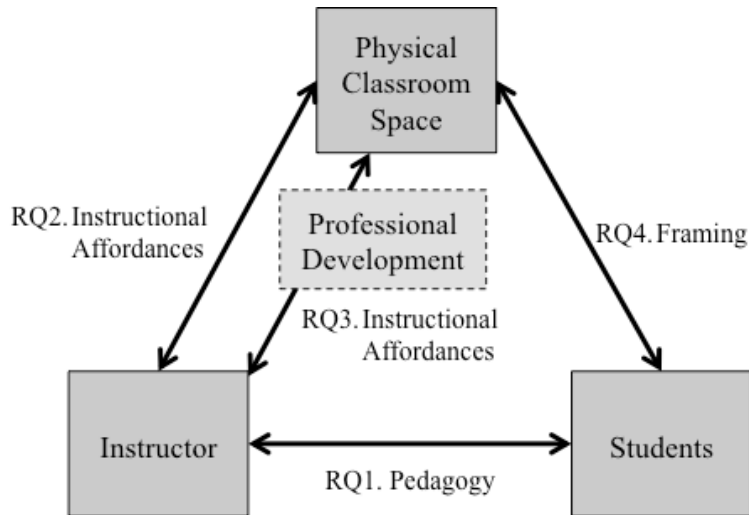 Physical
Classroom
Space
RQ2. Instructional
Affordances
Professional
Development
RQ4. Framing
RQ3. Instructional
Affordances
Instructor
Students
RQ1. Pedagogy